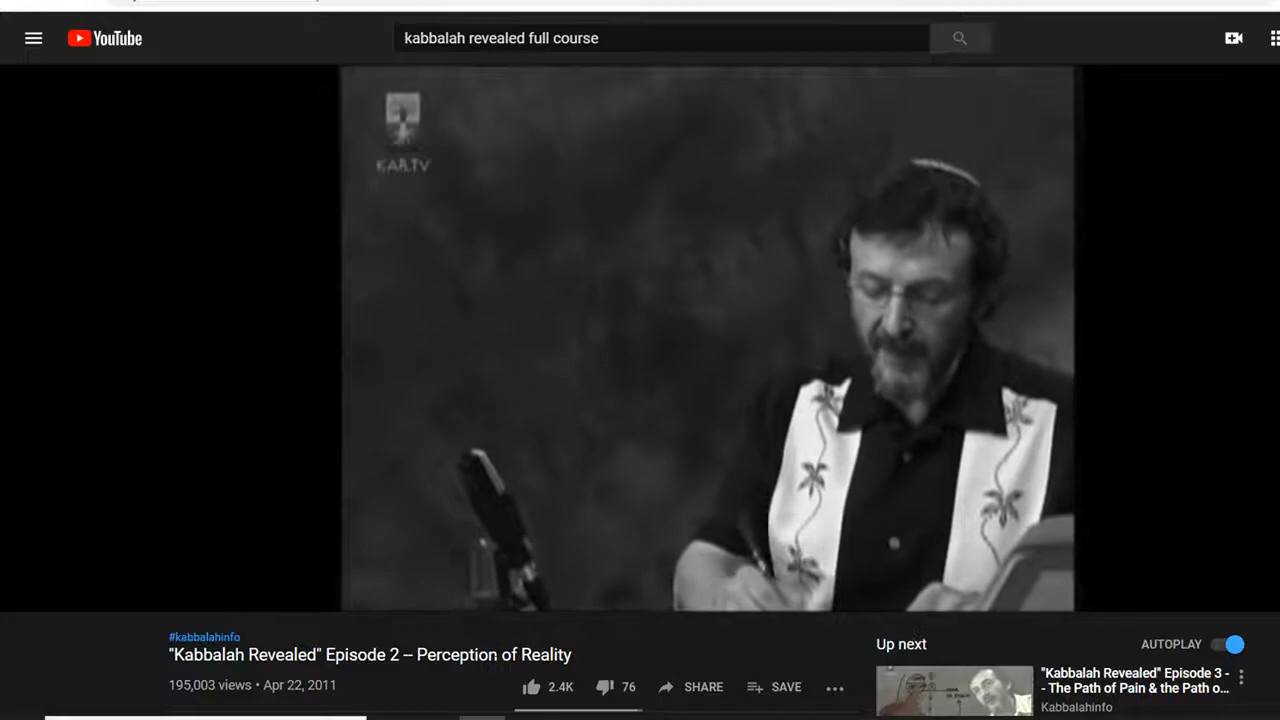 YouTube
kabbalah revealed full course
KAB.TV
#kabbalahinfo
"Kabbalah Revealed" Episode 2 -- Perception of Reality
195,003 views • Apr 22, 2011
2.4K
76
SHARE
SAVE
Up next
AUTOPLAY
"Kabbalah Revealed" Episode 3 -
- The Path of Pain & the Path o...
Kabbalahinfo